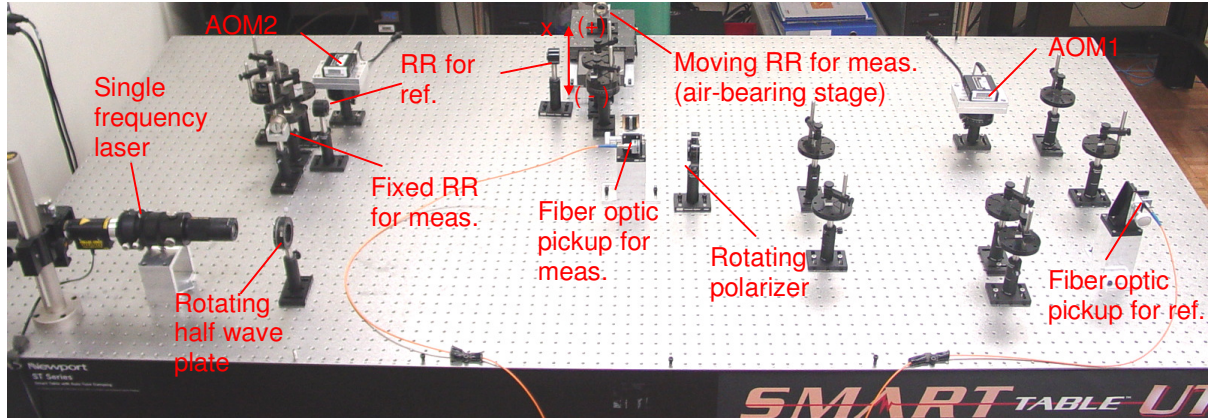 AOM2
Single
frequency
laser
RR for
ref.
x
(+)
(-)
Moving RR for meas.
(air-bearing stage)
AOM1
Fixed RR
for meas.
Fiber optic
pickup for
meas.
Rotating
polarizer
Fiber optic
pickup for ref.
Rotating
half wave
plate
Newport
ST Series
SMART TABLE UT